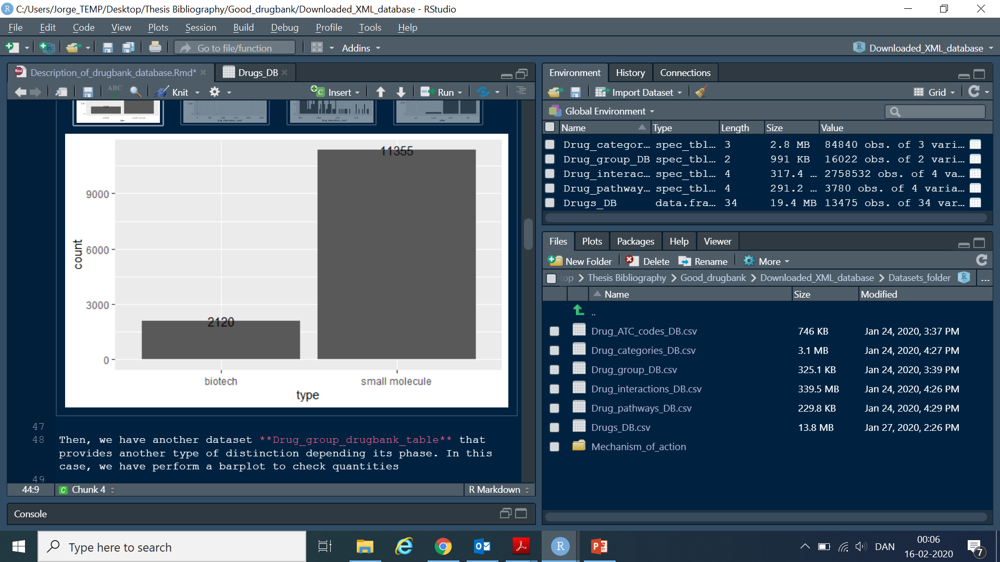 C:/Users/Jorge_TEMP/Desktop/Thesis Bibliography/Good_drugbank/Downloaded_XML_database - RStudio
File Edit Code View Plots Session Build Debug Profile Tools Help
Go to file/function Addins Downloaded_XML_database
Description_of_drugbank_database.Rmd* Drugs_DB
ABC Knit Insert Run
type
drug_interactions_count
drug_interactions_count
11355
9000
6000
3000
0
count
2120
biotech small molecule
type
47
48 Then, we have another dataset **Drug_group_drugbank_table** that
provides another type of distinction depending its phase. In this
case, we have perform a barplot to check quantities
49
44:9 C Chunk 4 R Markdown
Console
Environment History Connections
Import Dataset Grid
Global Environment
Name Type Length Size Value
Drug_categor… spec_tbl… 3 2.8 MB 84840 obs. of 3 vari…
Drug_group_DB spec_tbl… 2 991 KB 16022 obs. of 2 vari…
Drug_interac… spec_tbl… 4 317.4 … 2758532 obs. of 4 va…
Drug_pathway… spec_tbl… 4 291.2 … 3780 obs. of 4 varia…
Drugs_DB data.fra… 34 19.4 MB 13475 obs. of 34 var…
Files Plots Packages Help Viewer
New Folder Delete Rename More
top Thesis Bibliography Good_drugbank Downloaded_XML_database Datasets_folder ...
Name Size Modified
..
Drug_ATC_codes_DB.csv 746 KB Jan 24, 2020, 3:37 PM
Drug_categories_DB.csv 3.1 MB Jan 24, 2020, 4:27 PM
Drug_group_DB.csv 325.1 KB Jan 24, 2020, 3:39 PM
Drug_interactions_DB.csv 339.5 MB Jan 24, 2020, 4:26 PM
Drug_pathways_DB.csv 229.8 KB Jan 24, 2020, 4:29 PM
Drugs_DB.csv 13.8 MB Jan 27, 2020, 2:26 PM
Mechanism_of_action
Type here to search
DAN
00:06
16-02-2020
7